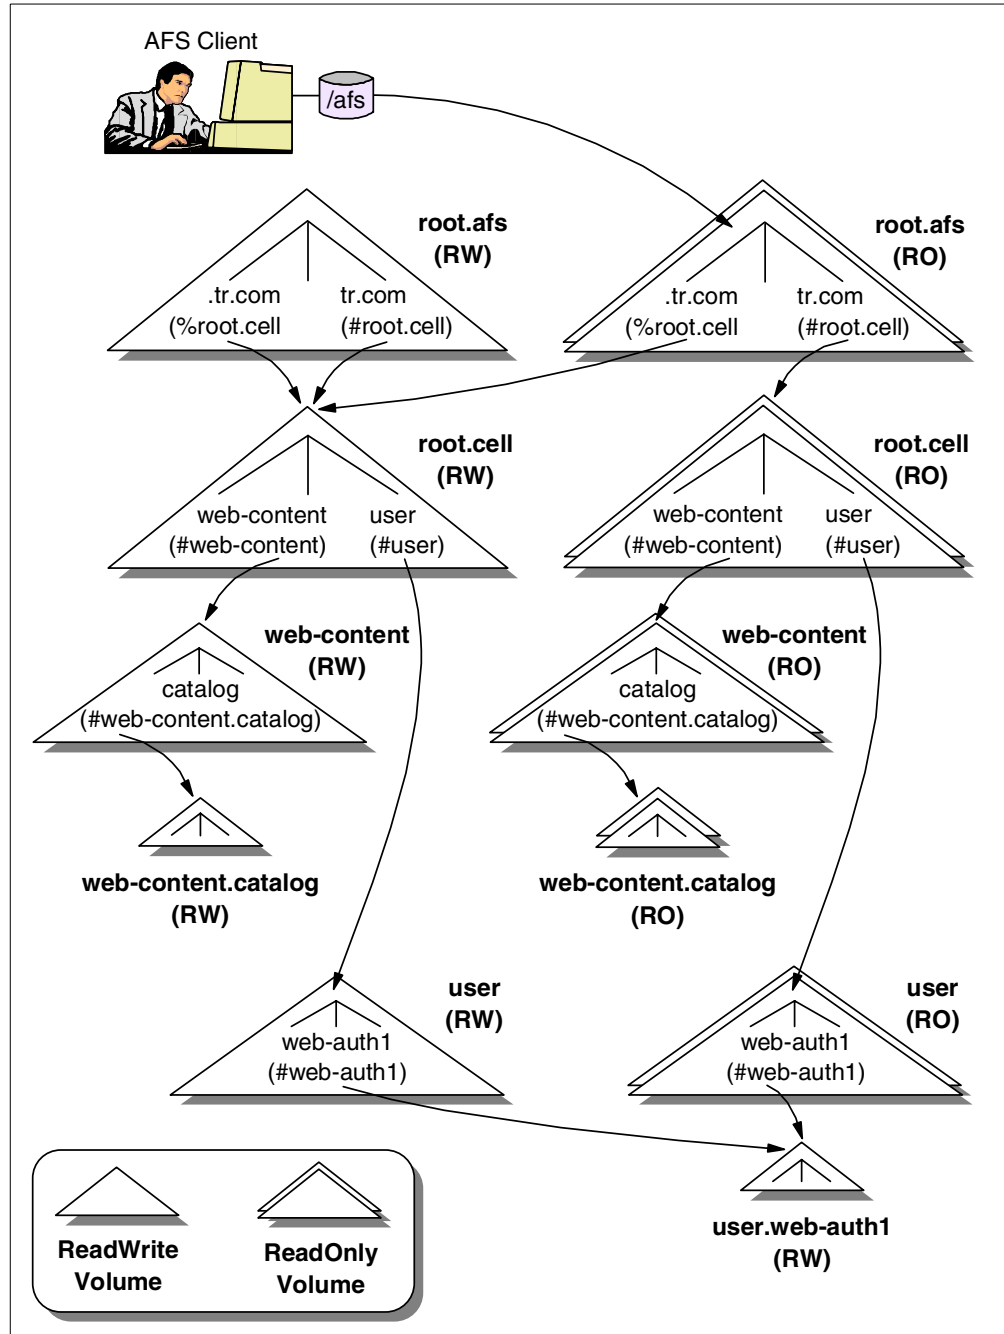 AFS Client
/afs
root.afs
(RW)
.tr.com
(%root.cell
tr.com
(#root.cell)
root.afs
(RO)
.tr.com
(%root.cell
tr.com
(#root.cell)
root.cell
(RW)
web-content
(#web-content)
user
(#user)
root.cell
(RO)
web-content
(#web-content)
user
(#user)
web-content
(RW)
catalog
(#web-content.catalog)
web-content
(RO)
catalog
(#web-content.catalog)
web-content.catalog
(RW)
web-content.catalog
(RO)
user
(RW)
web-auth1
(#web-auth1)
user
(RO)
web-auth1
(#web-auth1)
user.web-auth1
(RW)
ReadWrite
Volume
ReadOnly
Volume